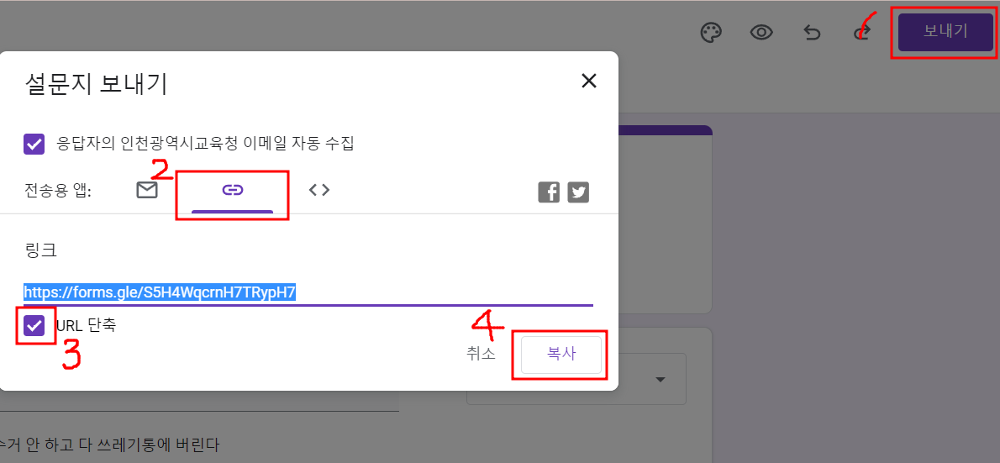 1
보내기
설문지 보내기
응답자의 인천광역시교육청 이메일 자동 수집
2
전송용 앱:
링크
https://forms.gle/S5H4WqcrnH7TRypH7
URL 단축
3
4
취소 복사
수거 안 하고 다 쓰레기통에 버린다